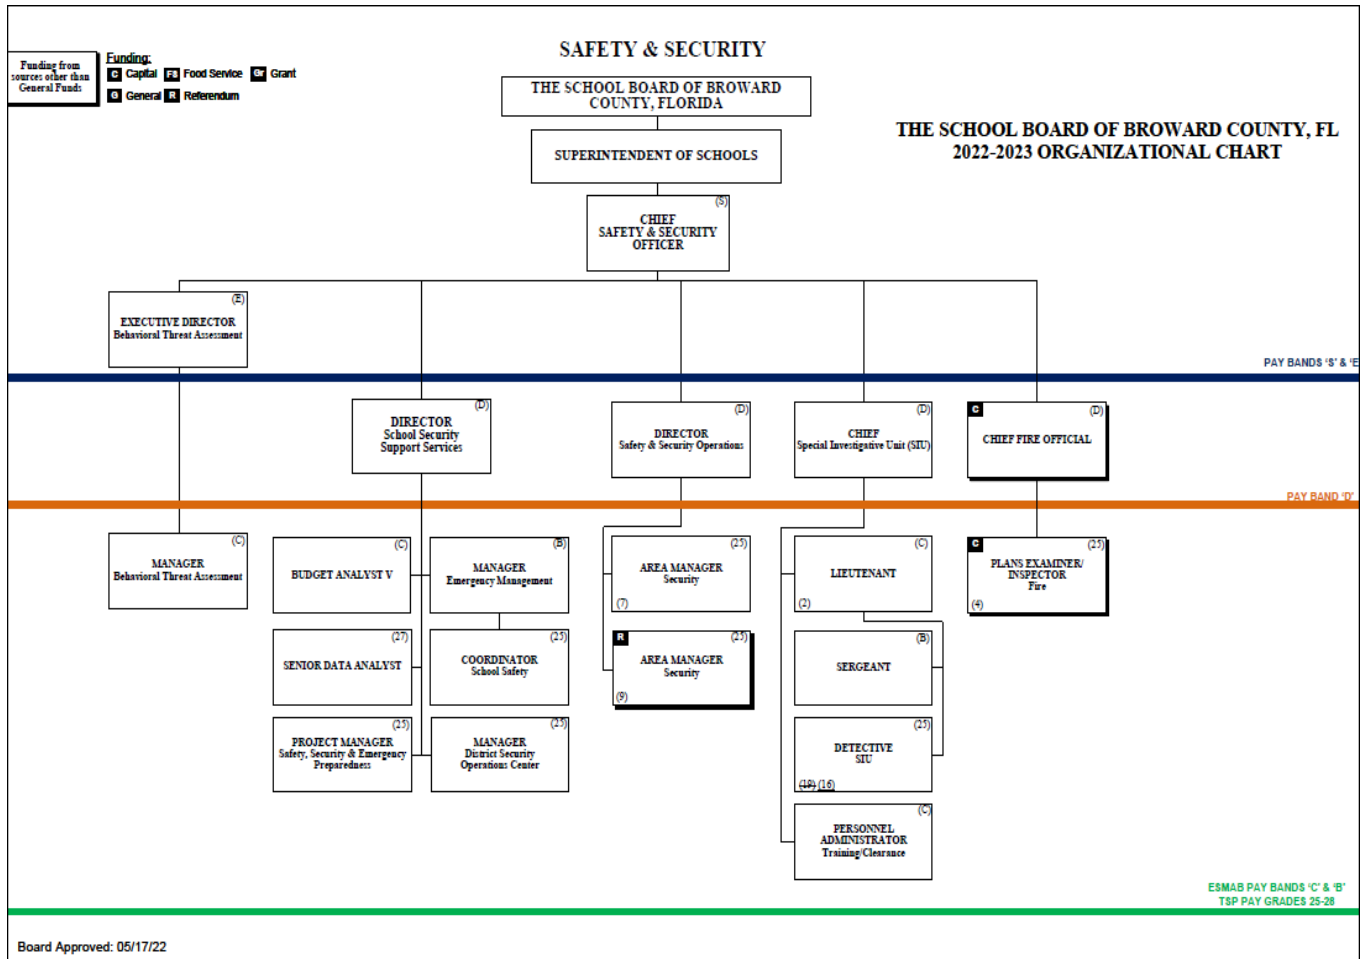 SAFETY & SECURITY
Funding from
sources other than
General Funds
Funding:
C Capital FS Food Service Gr Grant
G General R Referendum
THE SCHOOL BOARD OF BROWARD
COUNTY, FLORIDA
THE SCHOOL BOARD OF BROWARD COUNTY, FL
2022-2023 ORGANIZATIONAL CHART
SUPERINTENDENT OF SCHOOLS
(S)
CHIEF
SAFETY & SECURITY
OFFICER
(E)
EXECUTIVE DIRECTOR
Behavioral Threat Assessment
PAY BANDS 'S' & 'E
(D)
DIRECTOR
School Security
Support Services
(D)
DIRECTOR
Safety & Security Operations
(D)
CHIEF
Special Investigative Unit (SIU)
C
(D)
CHIEF FIRE OFFICIAL
PAY BAND 'D'
(C)
MANAGER
Behavioral Threat Assessment
(C)
BUDGET ANALYST V
(B)
MANAGER
Emergency Management
(25)
AREA MANAGER
Security
(7)
(C)
LIEUTENANT
(2)
C
(25)
PLANS EXAMINER/
INSPECTOR
Fire
(4)
(27)
SENIOR DATA ANALYST
(25)
COORDINATOR
School Safety
R
(25)
AREA MANAGER
Security
(9)
(B)
SERGEANT
(25)
PROJECT MANAGER
Safety, Security & Emergency
Preparedness
(25)
MANAGER
District Security
Operations Center
(25)
DETECTIVE
SIU
(19) (16)
(C)
PERSONNEL
ADMINISTRATOR
Training/Clearance
ESMAB PAY BANDS 'C' & 'B'
TSP PAY GRADES 25-28
Board Approved: 05/17/22